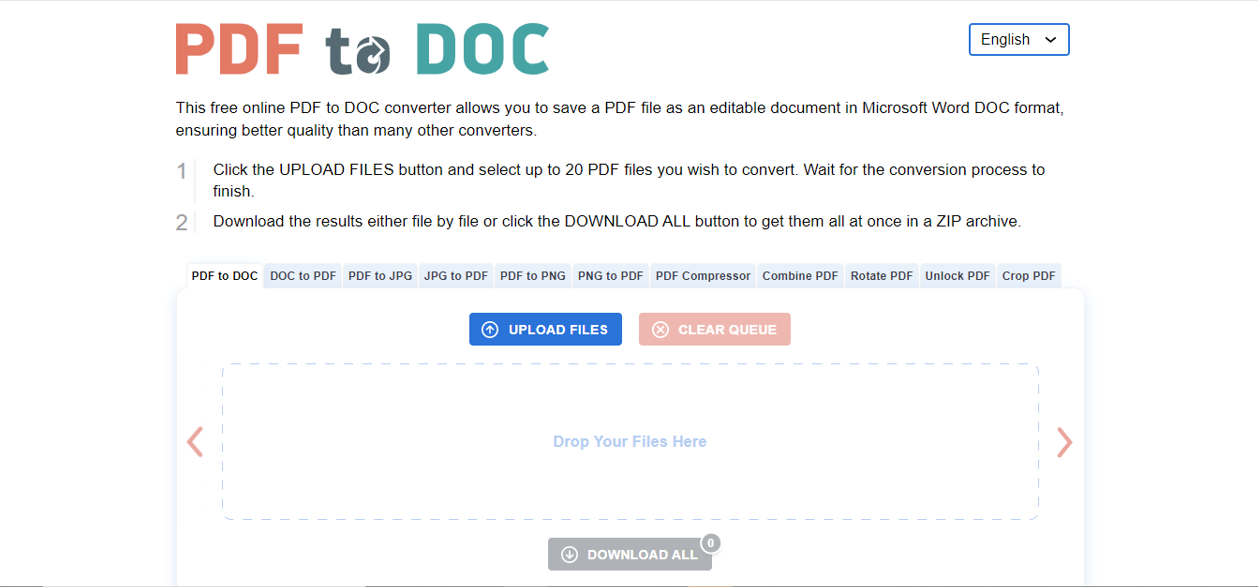 PDF to DOC
English
This free online PDF to DOC converter allows you to save a PDF file as an editable document in Microsoft Word DOC format,
ensuring better quality than many other converters.
1 Click the UPLOAD FILES button and select up to 20 PDF files you wish to convert. Wait for the conversion process to
finish.
2 Download the results either file by file or click the DOWNLOAD ALL button to get them all at once in a ZIP archive.
PDF to DOC DOC to PDF PDF to JPG JPG to PDF PDF to PNG PNG to PDF PDF Compressor Combine PDF Rotate PDF Unlock PDF Crop PDF
UPLOAD FILES CLEAR QUEUE
Drop Your Files Here
DOWNLOAD ALL 0